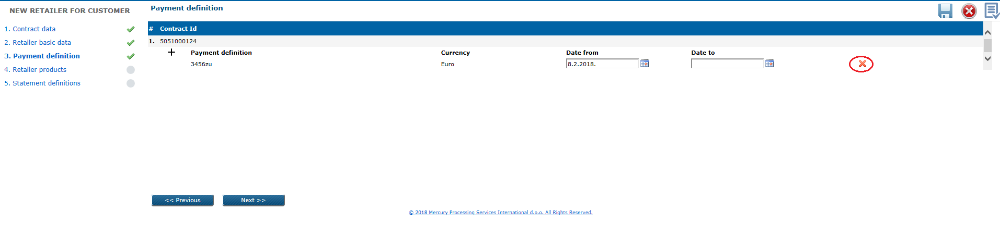 NEW RETAILER FOR CUSTOMER
1. Contract data
2. Retailer basic data
3. Payment definition
4. Retailer products
5. Statement definitions
Payment definition
# Contract Id
1. 5051000124
Payment definition Currency Date from Date to
3456zu Euro 8.2.2018.
<< Previous Next >>
© 2018 Mercury Processing Services International d.o.o. All Rights Reserved.